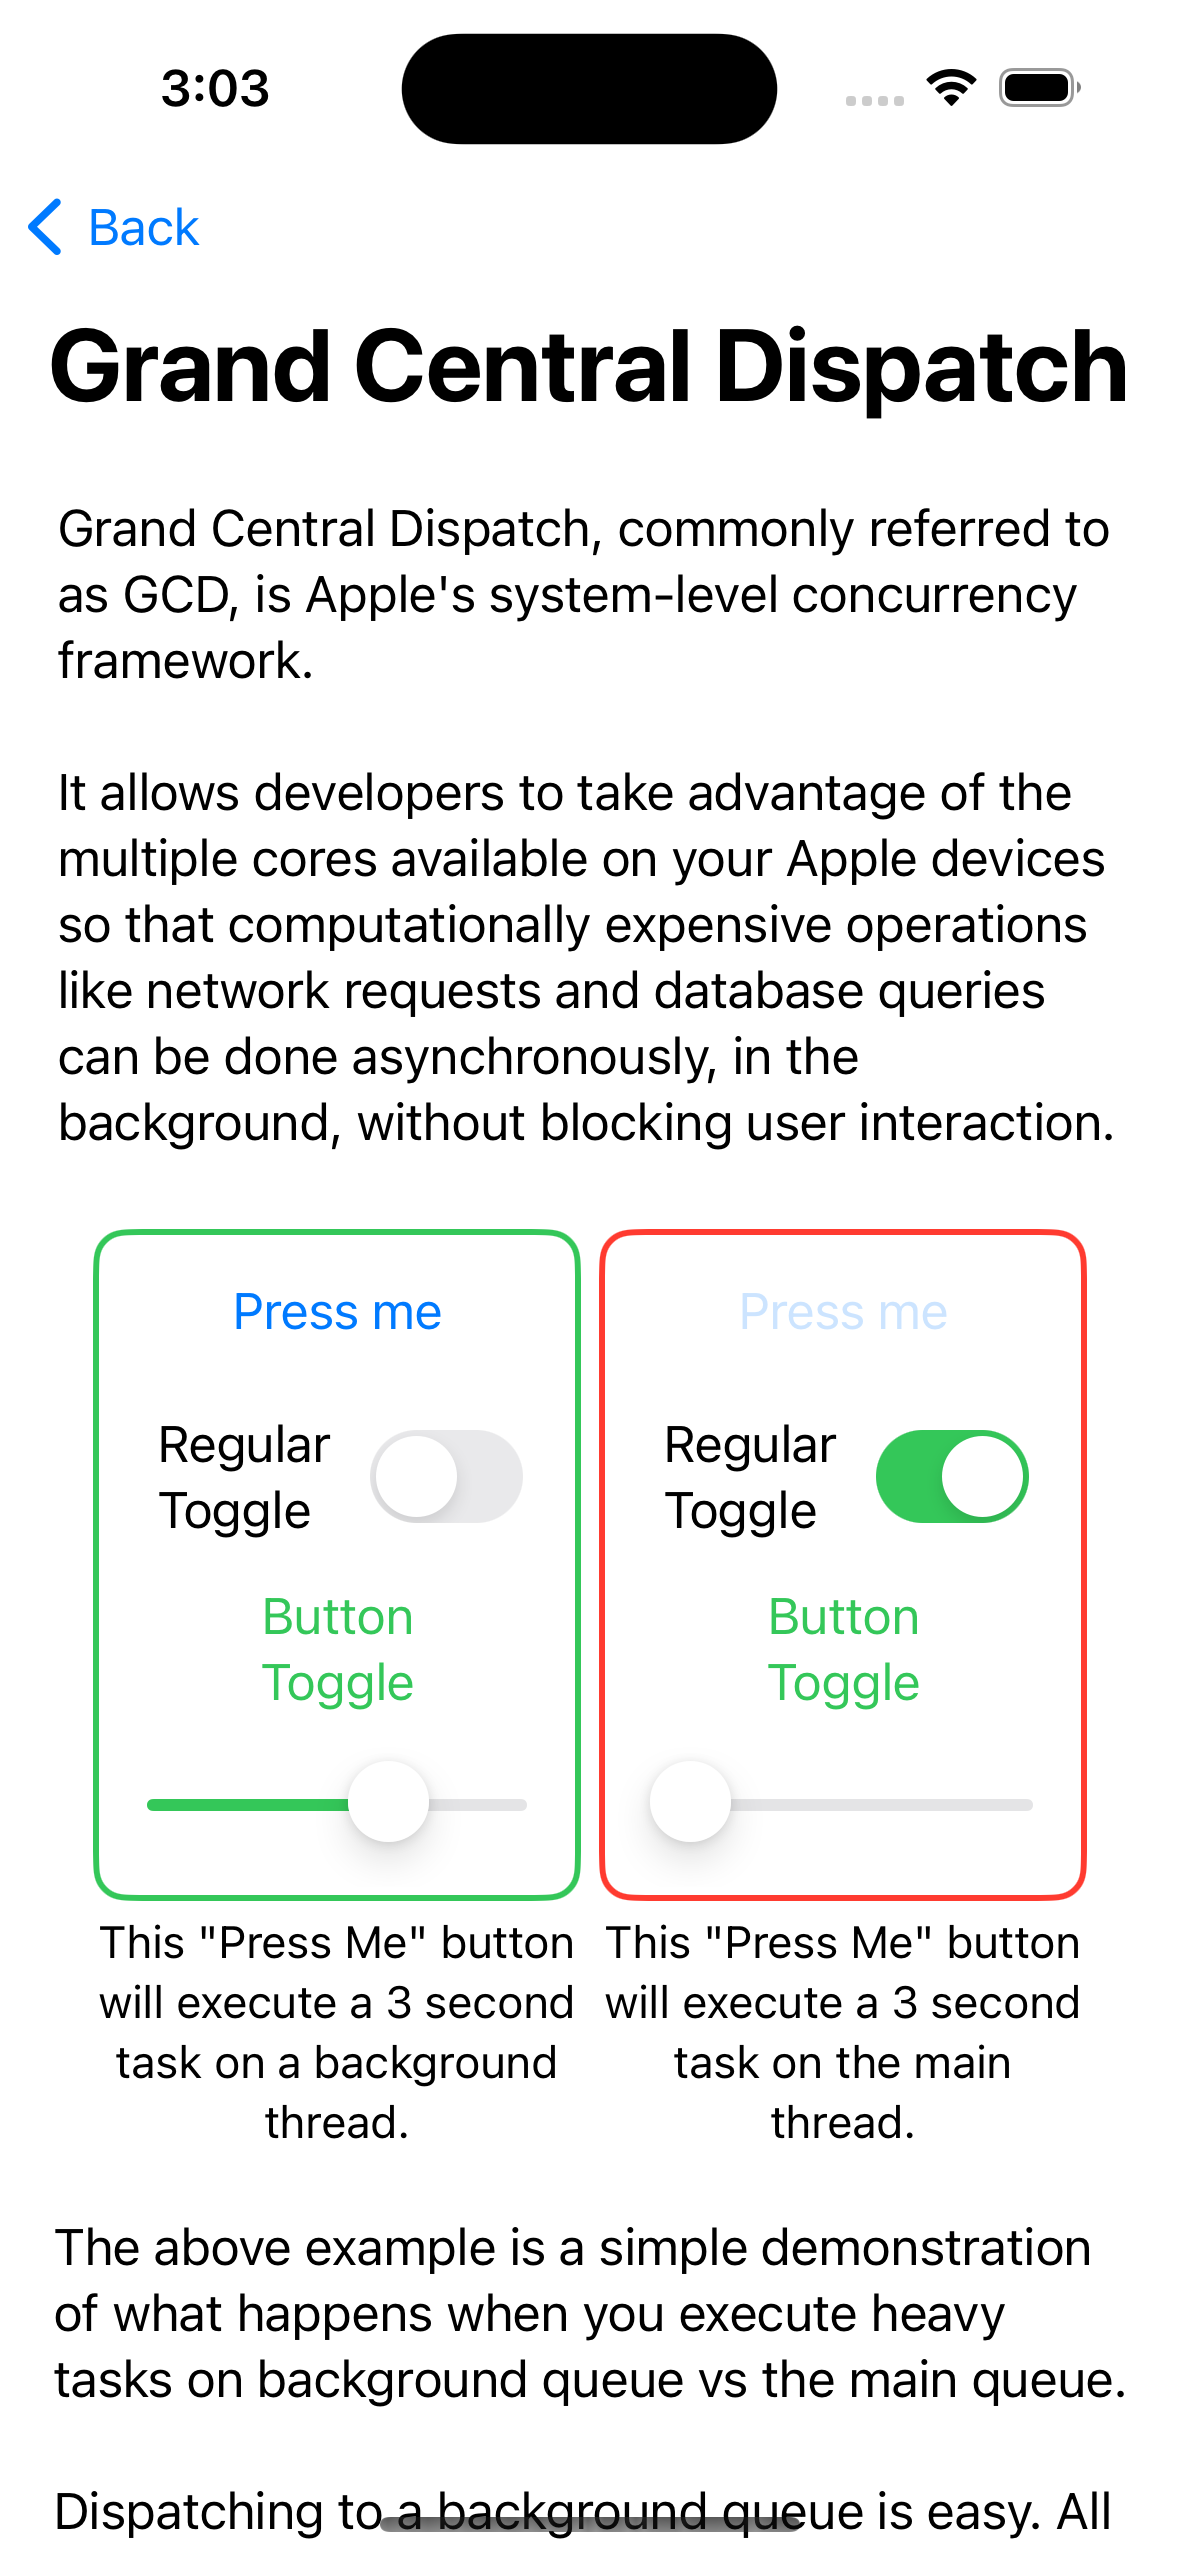 3:03
Back
Grand Central Dispatch
Grand Central Dispatch, commonly referred to
as GCD, is Apple's system-level concurrency
framework.
It allows developers to take advantage of the
multiple cores available on your Apple devices
so that computationally expensive operations
like network requests and database queries
can be done asynchronously, in the
background, without blocking user interaction.
Press me
Regular
Toggle
Button
Toggle
This "Press Me" button
will execute a 3 second
task on a background
thread.
Press me
Regular
Toggle
Button
Toggle
This "Press Me" button
will execute a 3 second
task on the main
thread.
The above example is a simple demonstration
of what happens when you execute heavy
tasks on background queue vs the main queue.
Dispatching to a background queue is easy. All